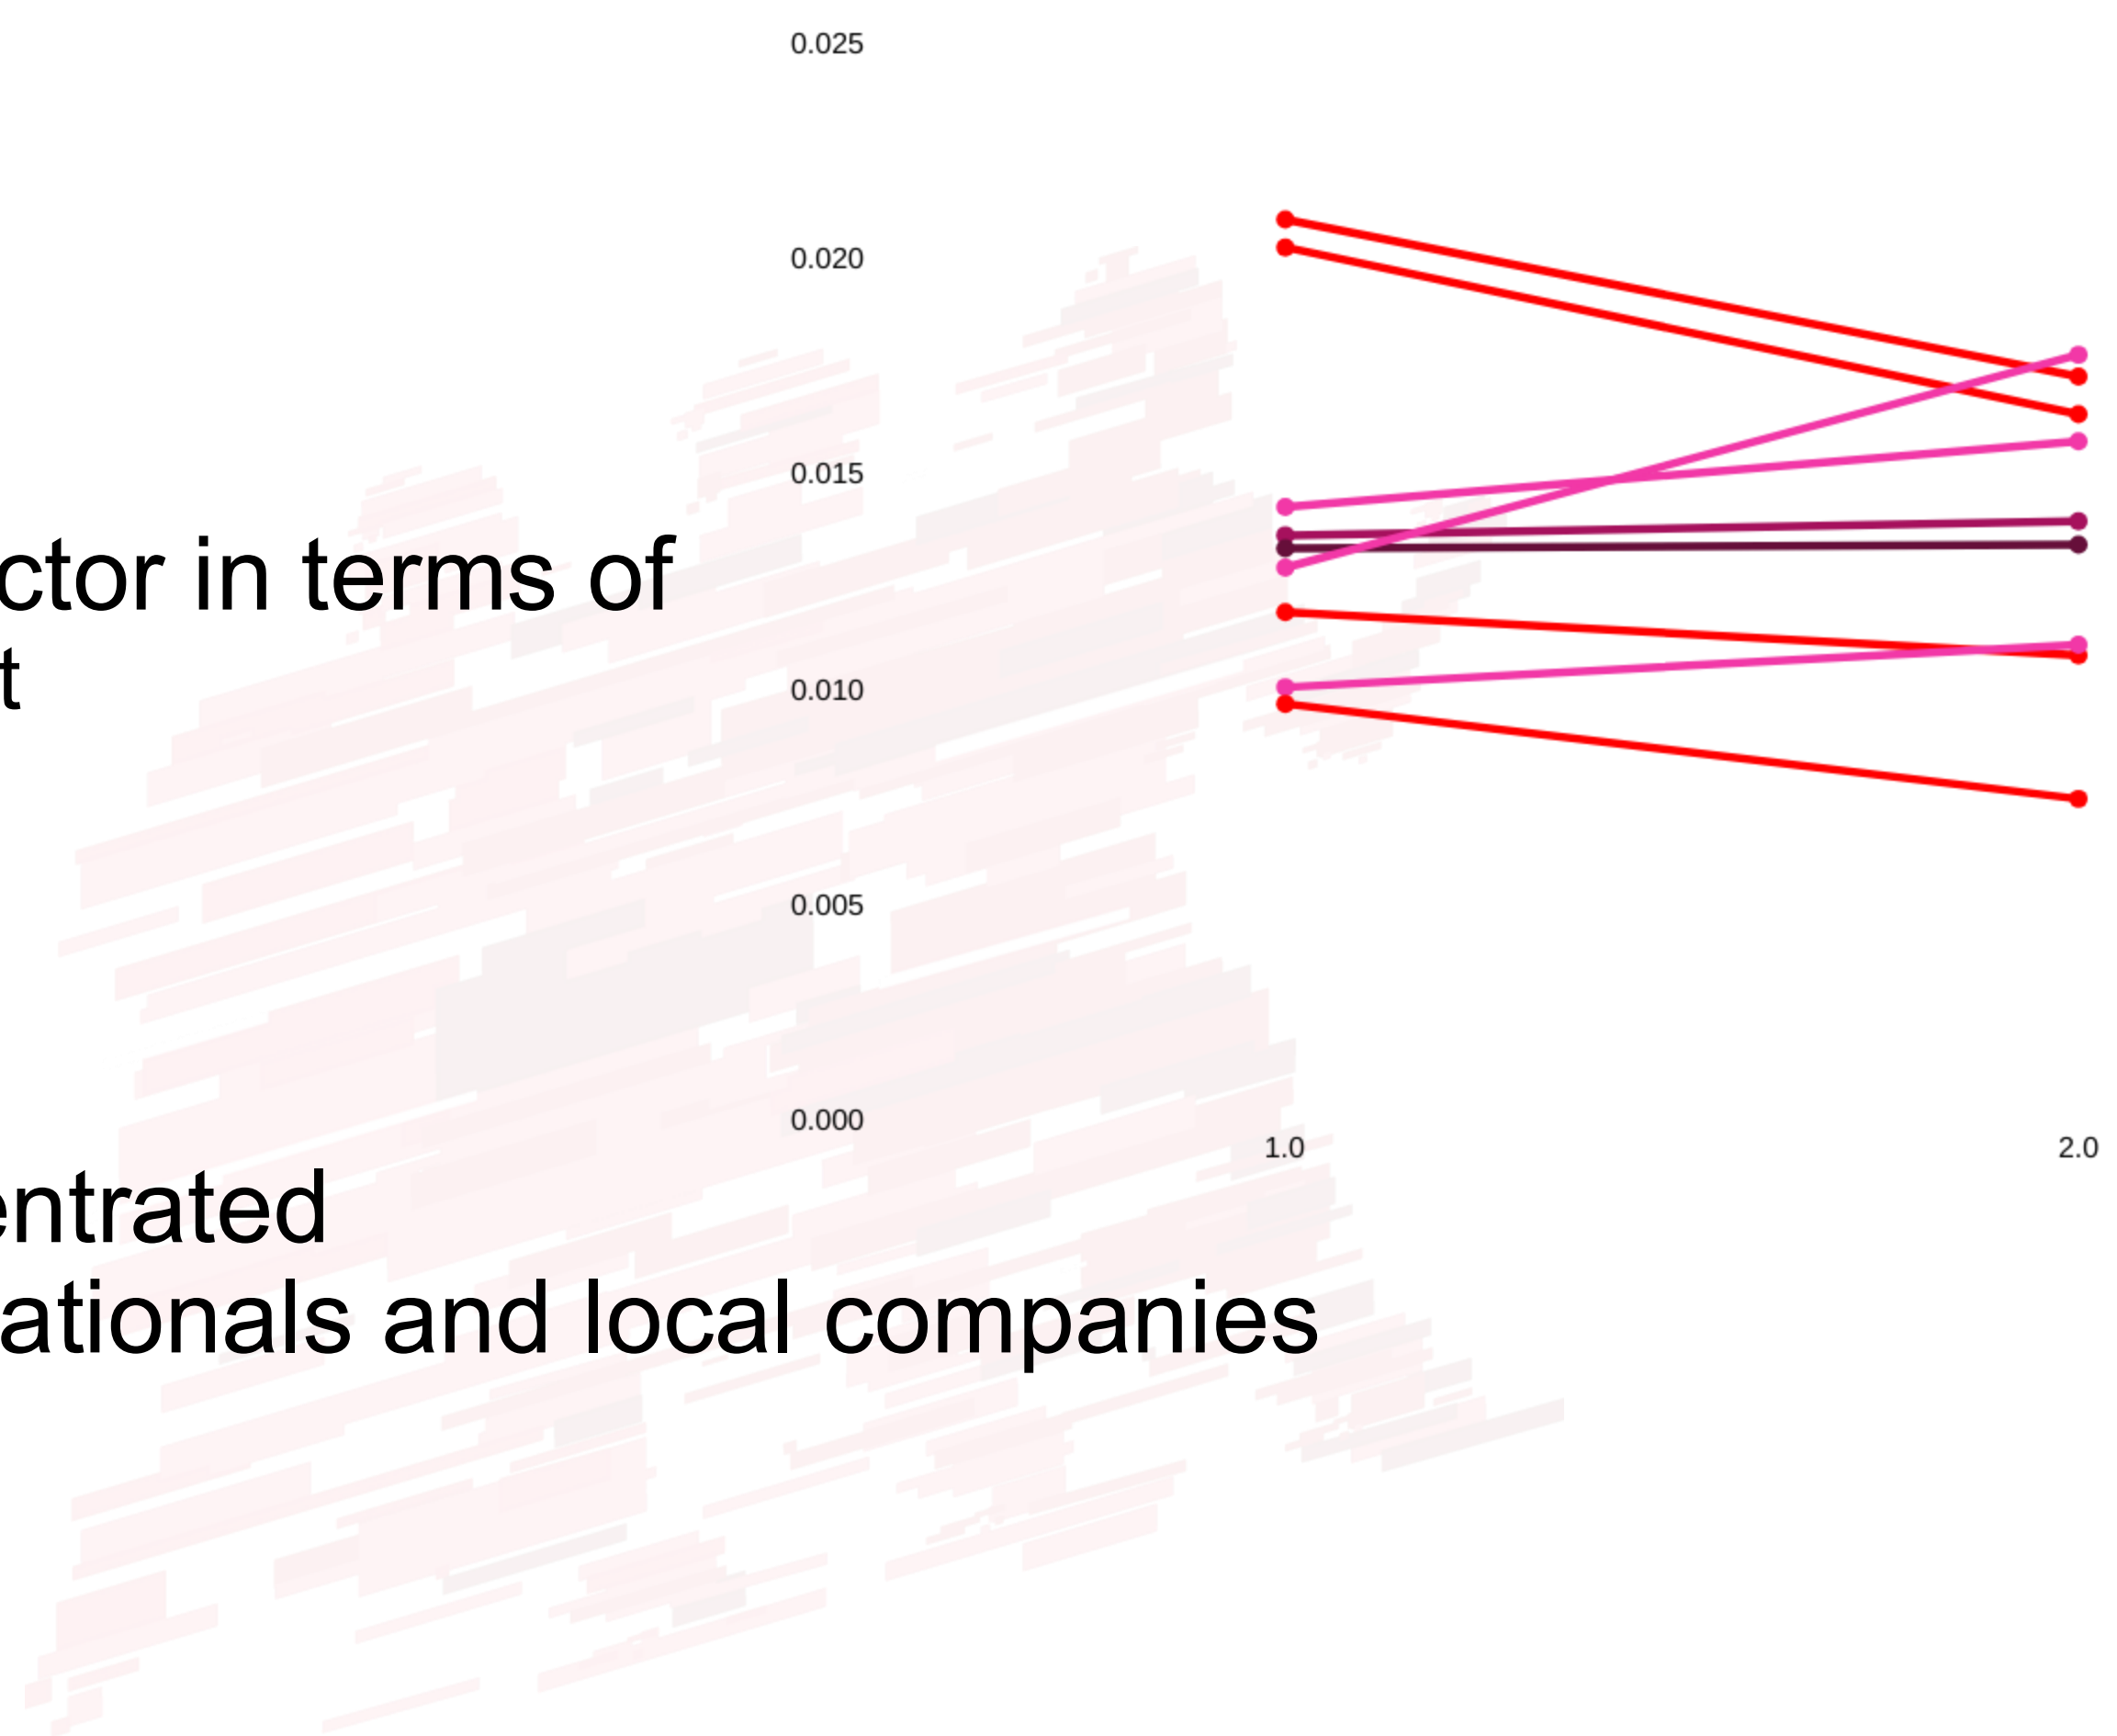 0.025
0.020
0.015
ctor in terms of
t
0.010
0.005
0.000
1.0 2.0
entrated
ationals and local companies